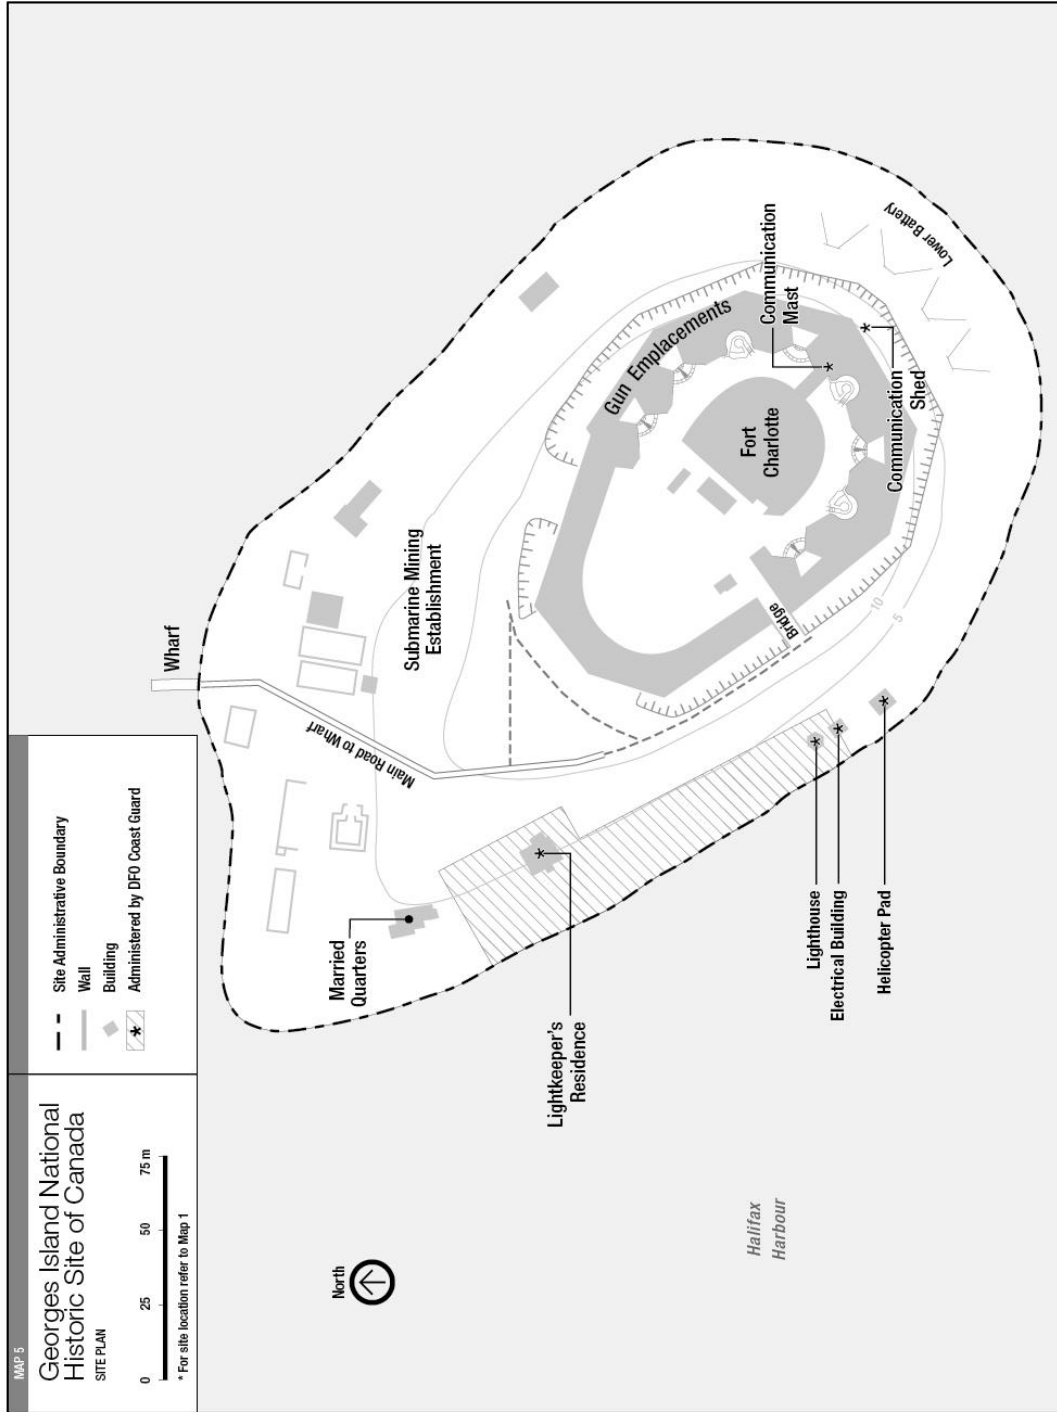 MAP 5
Georges Island National
Historic Site of Canada
SITE PLAN
0 25 50 75 m
* For site location refer to Map 1
Site Administrative Boundary
Wall
Building
Administered by DFO Coast Guard
North
Halifax
Harbour
Wharf
Main Road to Wharf
Submarine Mining
Establishment
Married
Quarters
Lightkeeper's
Residence
Lighthouse
Electrical Building
Helicopter Pad
Bridge
10
5
Fort
Charlotte
Gun Emplacements
Communication
Mast
Communication
Shed
Lower Battery